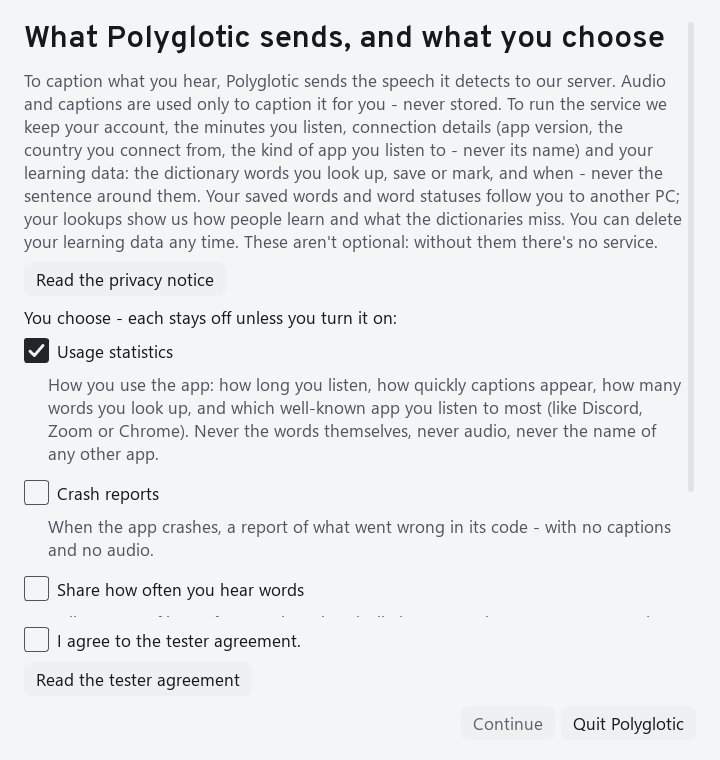 What Polyglotic sends, and what you choose
To caption what you hear, Polyglotic sends the speech it detects to our server. Audio
and captions are used only to caption it for you - never stored. To run the service we
keep your account, the minutes you listen, connection details (app version, the
country you connect from, the kind of app you listen to - never its name) and your
learning data: the dictionary words you look up, save or mark, and when - never the
sentence around them. Your saved words and word statuses follow you to another PC;
your lookups show us how people learn and what the dictionaries miss. You can delete
your learning data any time. These aren't optional: without them there's no service.
Read the privacy notice
You choose - each stays off unless you turn it on:
Usage statistics
How you use the app: how long you listen, how quickly captions appear, how many
words you look up, and which well-known app you listen to most (like Discord,
Zoom or Chrome). Never the words themselves, never audio, never the name of
any other app.
Crash reports
When the app crashes, a report of what went wrong in its code - with no captions
and no audio.
Share how often you hear words
I agree to the tester agreement.
Read the tester agreement
Continue
Quit Polyglotic